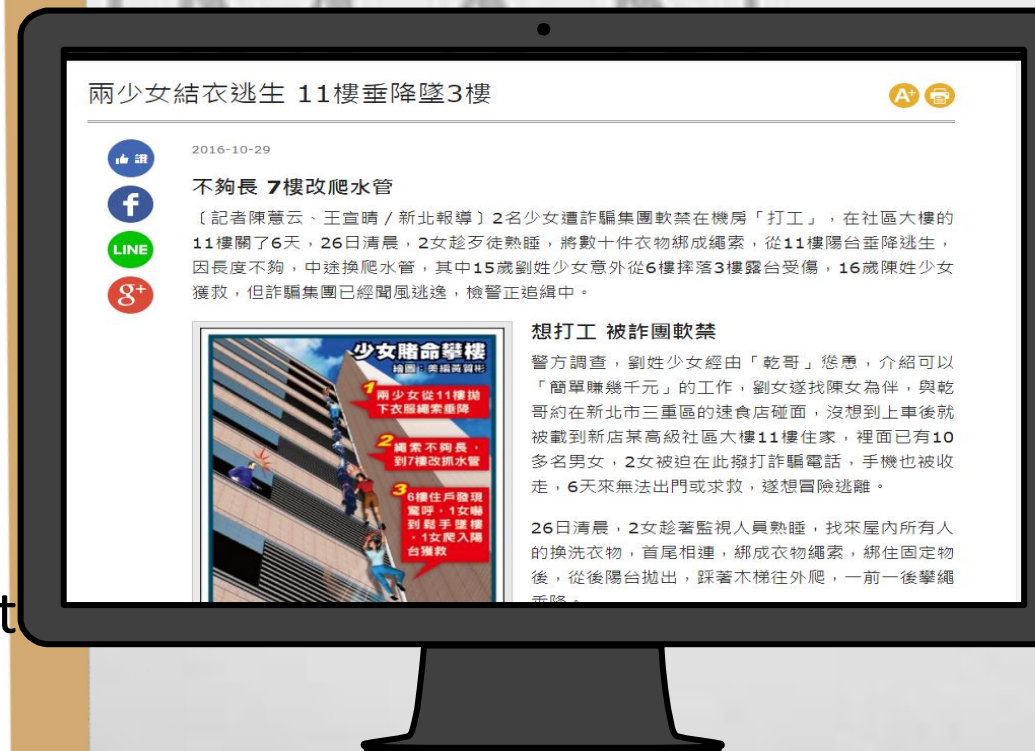 兩少女結衣逃生 11樓垂降墜3樓
A+
讚
2016-10-29
LINE
g+
不夠長 7樓改爬水管
〔記者陳慧云、王宣晴/新北報導〕2名少女遭詐騙集團軟禁在機房「打工」,在社區大樓的
11樓關了6天,26日清晨,2女趁歹徒熟睡,將數十件衣物綁成繩索,從11樓陽台垂降逃生,
因長度不夠,中途換爬水管,其中15歲劉姓少女意外從6樓摔落3樓露台受傷,16歲陳姓少女
獲救,但詐騙集團已經聞風逃逸,檢警正追緝中。
少女賭命攀樓
繪圖:美編黃質彬
1 兩少女從11樓拋
下衣服繩索垂降
2 繩索不夠長,
到7樓改抓水管
3 6樓住戶發現
驚呼,1女嚇
到鬆手墜樓
,1女爬入陽
台獲救
想打工 被詐團軟禁
警方調查,劉姓少女經由「乾哥」慫恿,介紹可以
「簡單賺幾千元」的工作,劉女遂找陳女為伴,與乾
哥約在新北市三重區的速食店碰面,沒想到上車後就
被載到新店某高級社區大樓11樓住家,裡面已有10
多名男女,2女被迫在此撥打詐騙電話,手機也被收
走,6天來無法出門或求救,遂想冒險逃離。
26日清晨,2女趁著監視人員熟睡,找來屋內所有人
的換洗衣物,首尾相連,綁成衣物繩索,綁住固定物
後,從後陽台拋出,踩著木梯往外爬,一前一後攀繩
t